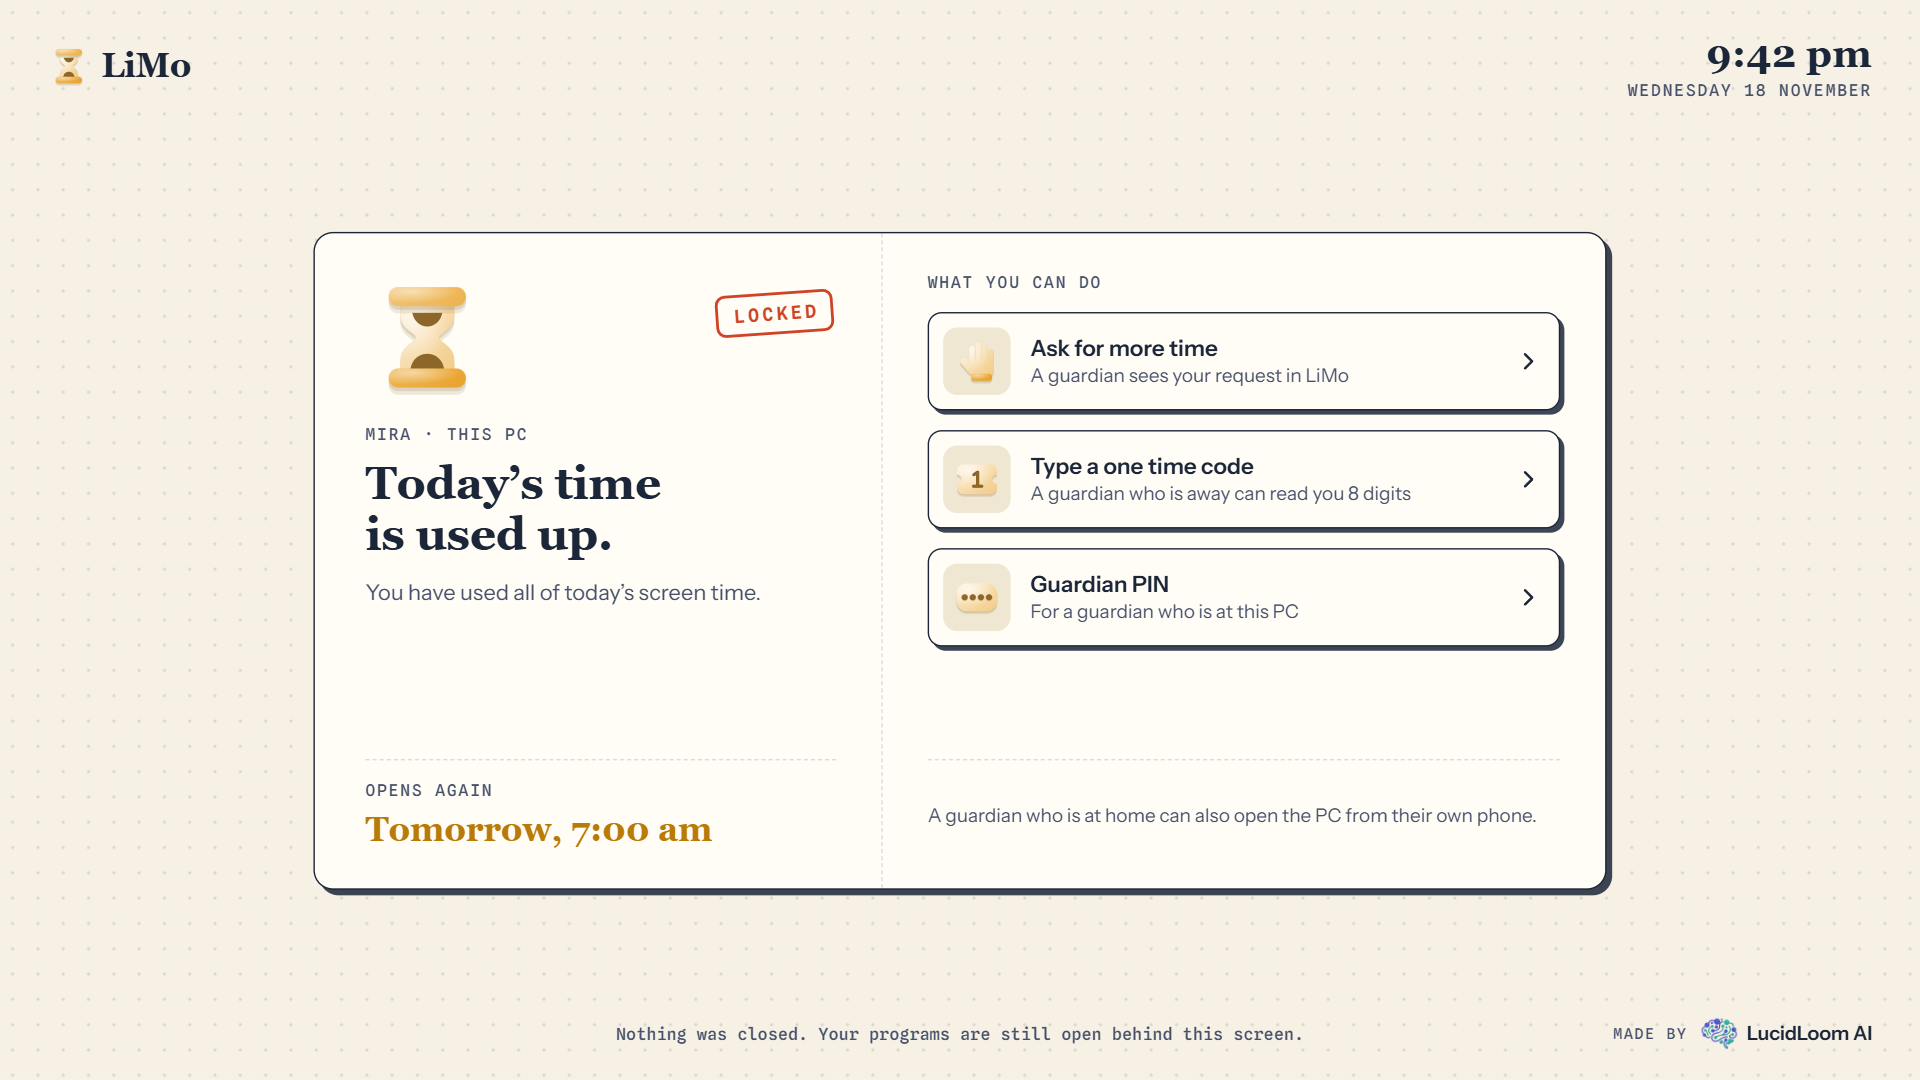 LiMo
9:42 pm
WEDNESDAY 18 NOVEMBER
LOCKED
MIRA · THIS PC
Today’s time
is used up.
You have used all of today’s screen time.
OPENS AGAIN
Tomorrow, 7:00 am
WHAT YOU CAN DO
Ask for more time
A guardian sees your request in LiMo
1
Type a one time code
A guardian who is away can read you 8 digits
Guardian PIN
For a guardian who is at this PC
A guardian who is at home can also open the PC from their own phone.
Nothing was closed. Your programs are still open behind this screen.
MADE BY LucidLoom AI